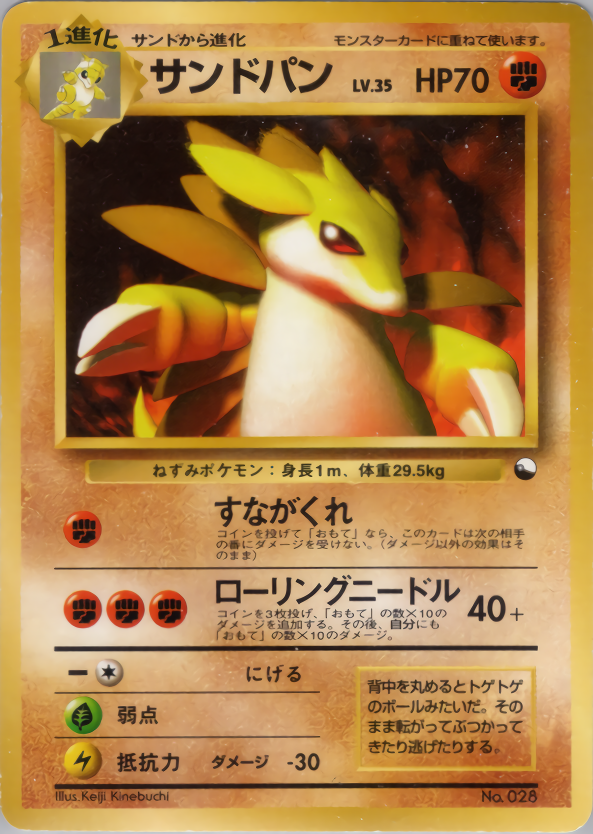 1進化
サンドから進化
モンスターカードに重ねて使います。
サンドパン LV.35 HP70
ねずみポケモン：身長1m、体重29.5kg
すながくれ
コインを投げて「おもて」なら、このカードは次の相手
の番にダメージを受けない。（ダメージ以外の効果はそ
のまま）
ローリングニードル 40+
コインを3枚投げ、「おもて」の数×10の
ダメージを追加する。その後、自分にも
「おもて」の数×10のダメージ。
にげる
弱点
抵抗力 ダメージ -30
背中を丸めるとトゲトゲ
のボールみたいだ。その
まま転がってぶつかって
きたり逃げたりする。
Illus.Keiji Kinebuchi
No. 028